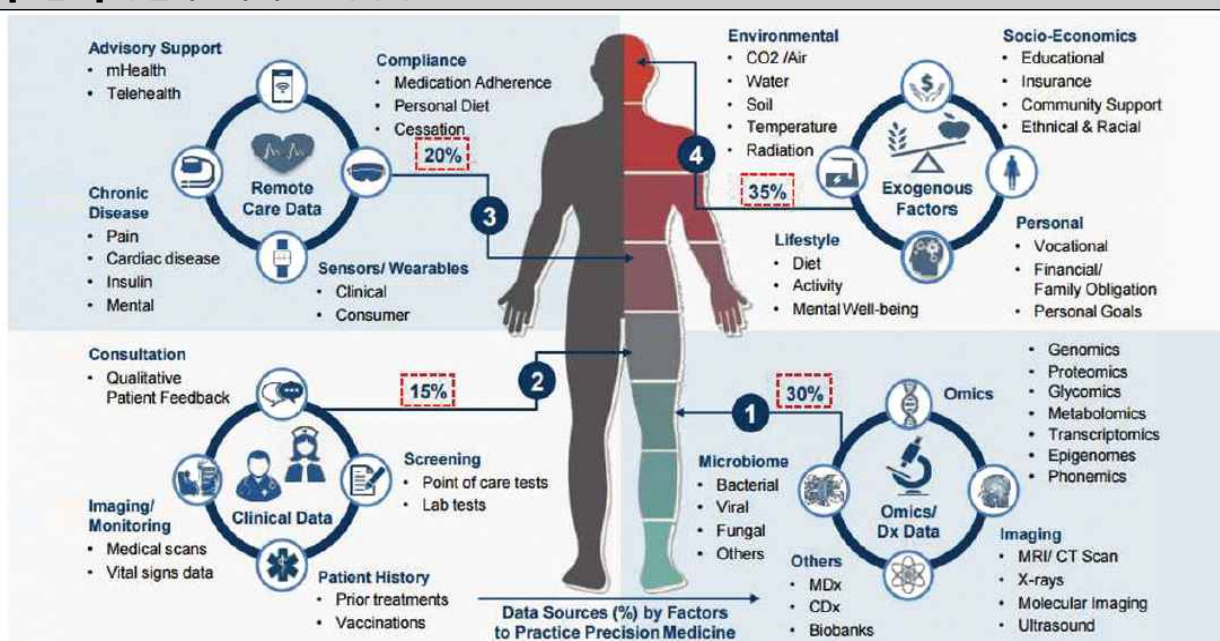 Advisory Support
• mHealth
• Telehealth
Compliance
• Medication Adherence
• Personal Diet
• Cessation
20%
Remote
Care Data
3
Chronic
Disease
• Pain
• Cardiac disease
• Insulin
• Mental
Sensors/ Wearables
• Clinical
• Consumer
Environmental
• CO2 /Air
• Water
• Soil
• Temperature
• Radiation
4
35%
Socio-Economics
• Educational
• Insurance
• Community Support
• Ethnical & Racial
$
Exogenous
Factors
Lifestyle
• Diet
• Activity
• Mental Well-being
Personal
• Vocational
• Financial/
Family Obligation
• Personal Goals
Consultation
• Qualitative
Patient Feedback
15%
2
Clinical Data
Screening
• Point of care tests
• Lab tests
Imaging/
Monitoring
• Medical scans
• Vital signs data
Patient History
• Prior treatments
• Vaccinations
1
30%
Omics
• Genomics
• Proteomics
• Glycomics
• Metabolomics
• Transcriptomics
• Epigenomes
• Phonemics
Microbiome
• Bacterial
• Viral
• Fungal
• Others
Omics/
Dx Data
Others
• MDx
• CDx
• Biobanks
Imaging
• MRI/ CT Scan
• X-rays
• Molecular Imaging
• Ultrasound
Data Sources (%) by Factors
to Practice Precision Medicine